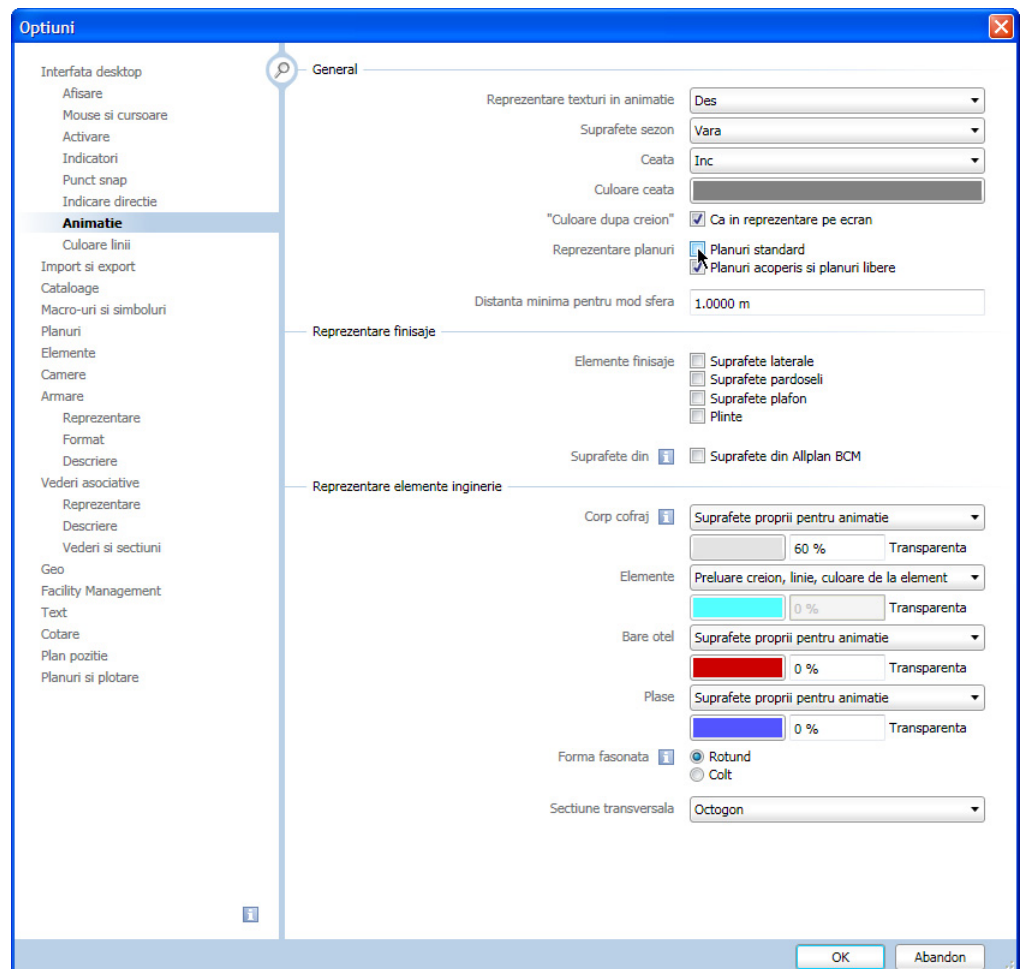 Optiuni
Interfata desktop
Afisare
Mouse si cursoare
Activare
Indicatori
Punct snap
Indicare directie
Animatie
Culoare linii
Import si export
Cataloage
Macro-uri si simboluri
Planuri
Elemente
Camere
Armare
Reprezentare
Format
Descriere
Vederi asociative
Reprezentare
Descriere
Vederi si sectiuni
Geo
Facility Management
Text
Cotare
Plan pozitie
Planuri si plotare
General
Reprezentare texturi in animatie Des
Suprafete sezon Vara
Ceata Inc
Culoare ceata
"Culoare dupa creion" Ca in reprezentare pe ecran
Reprezentare planuri Planuri standard
Planuri acoperis si planuri libere
Distanta minima pentru mod sfera 1.0000 m
Reprezentare finisaje
Elemente finisaje Suprafete laterale
Suprafete pardoseli
Suprafete plafon
Plinte
Suprafete din Suprafete din Allplan BCM
Reprezentare elemente inginerie
Corp cofraj Suprafete proprii pentru animatie
60 % Transparenta
Elemente Preluare creion, linie, culoare de la element
0 % Transparenta
Bare otel Suprafete proprii pentru animatie
0 % Transparenta
Plase Suprafete proprii pentru animatie
0 % Transparenta
Forma fasonata Rotund
Colt
Sectiune transversala Octogon
OK Abandon